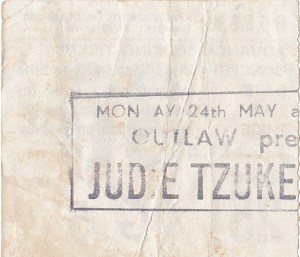 MON AY 24th MAY a
OUTLAW pre
JUD E TZUKE